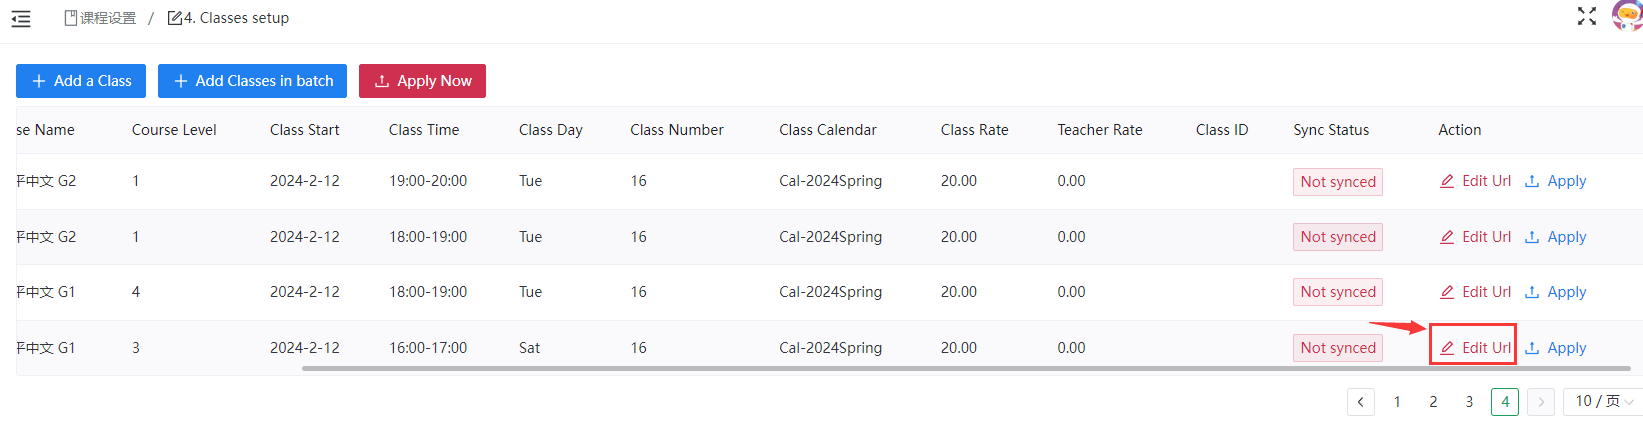 课程设置 / 4. Classes setup
Add a Class Add Classes in batch Apply Now
se Name Course Level Class Start Class Time Class Day Class Number Class Calendar Class Rate Teacher Rate Class ID Sync Status Action
中文 G2 1 2024-2-12 19:00-20:00 Tue 16 Cal-2024Spring 20.00 0.00 Not synced Edit Url Apply
中文 G2 1 2024-2-12 18:00-19:00 Tue 16 Cal-2024Spring 20.00 0.00 Not synced Edit Url Apply
中文 G1 4 2024-2-12 18:00-19:00 Tue 16 Cal-2024Spring 20.00 0.00 Not synced Edit Url Apply
中文 G1 3 2024-2-12 16:00-17:00 Sat 16 Cal-2024Spring 20.00 0.00 Not synced Edit Url Apply
1 2 3 4 10 / 页